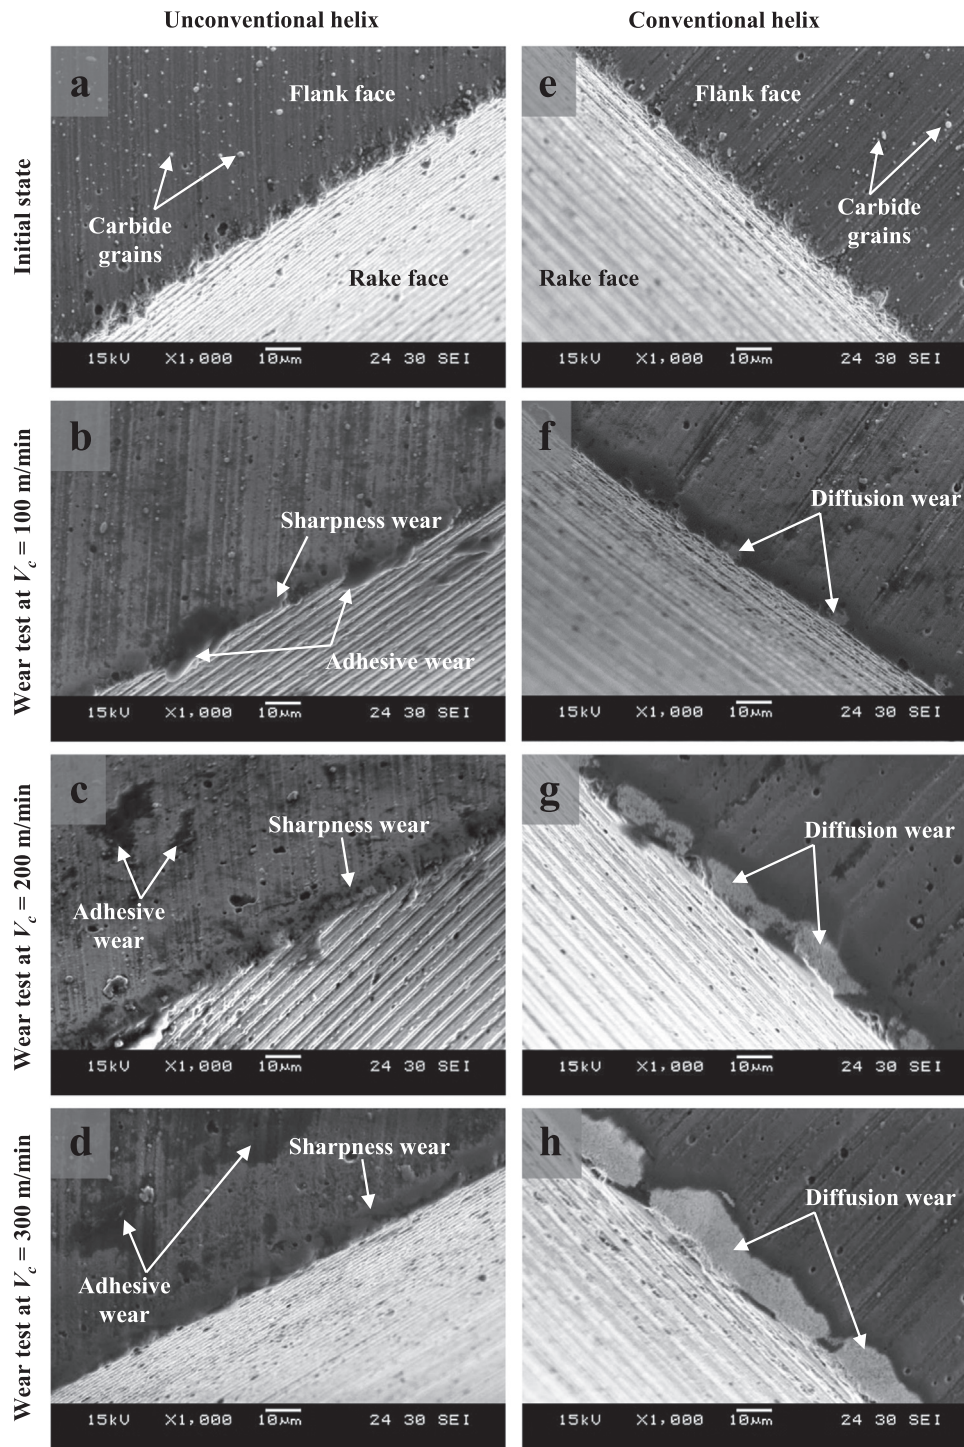 Unconventional helix
Conventional helix
Initial state
a
Flank face
Carbide
grains
Rake face
15kV X1,000 10μm 24 30 SEI
e
Flank face
Carbide
grains
Rake face
15kV X1,000 10μm 24 30 SEI
Wear test at Vc = 100 m/min
b
Sharpness wear
Adhesive wear
15kV X1,000 10μm 24 30 SEI
f
Diffusion wear
15kV X1,000 10μm 24 30 SEI
Wear test at Vc = 200 m/min
c
Sharpness wear
Adhesive
wear
15kV X1,000 10μm 24 30 SEI
g
Diffusion wear
15kV X1,000 10μm 24 30 SEI
Wear test at Vc = 300 m/min
d
Sharpness wear
Adhesive
wear
15kV X1,000 10μm 24 30 SEI
h
Diffusion wear
15kV X1,000 10μm 24 30 SEI